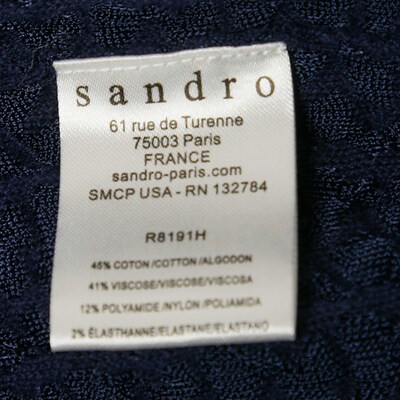 sandro
61 rue de Turenne
75003 Paris
FRANCE
sandro-paris.com
SMCP USA - RN 132784
R8191H
45% COTON/COTTON/ALGODON
41% VISCOSE/VISCOSE/VISCOSA
12% POLYAMIDE/NYLON/POLIAMIDA
2% ÉLASTHANNE/ELASTANE/ELASTANO